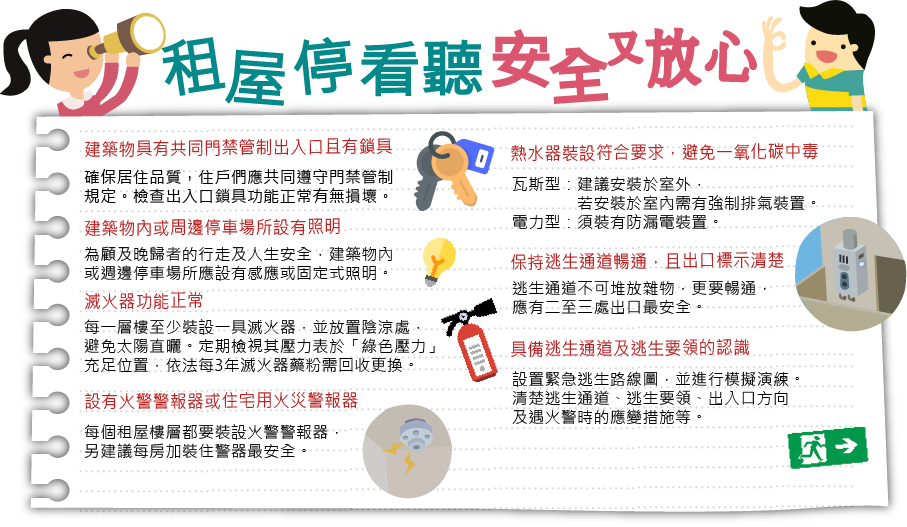 租屋停看聽 安全又放心
建築物具有共同門禁管制出入口且有鎖具
確保居住品質，住戶們應共同遵守門禁管制
規定。檢查出入口鎖具功能正常有無損壞。
建築物內或周邊停車場所設有照明
為顧及晚歸者的行走及人生安全，建築物內
或週邊停車場所應設有感應或固定式照明。
滅火器功能正常
每一層樓至少裝設一具滅火器，並放置陰涼處，
避免太陽直曬。定期檢視其壓力表於「綠色壓力」
充足位置，依法每3年滅火器藥粉需回收更換。
設有火警警報器或住宅用火災警報器
每個租屋樓層都要裝設火警警報器，
另建議每房加裝住警器最安全。
熱水器裝設符合要求，避免一氧化碳中毒
瓦斯型：建議安裝於室外，
若安裝於室內需有強制排氣裝置。
電力型：須裝有防漏電裝置。
保持逃生通道暢通，且出口標示清楚
逃生通道不可堆放雜物，更要暢通，
應有二至三處出口最安全。
具備逃生通道及逃生要領的認識
設置緊急逃生路線圖，並進行模擬演練。
清楚逃生通道、逃生要領、出入口方向
及遇火警時的應變措施等。